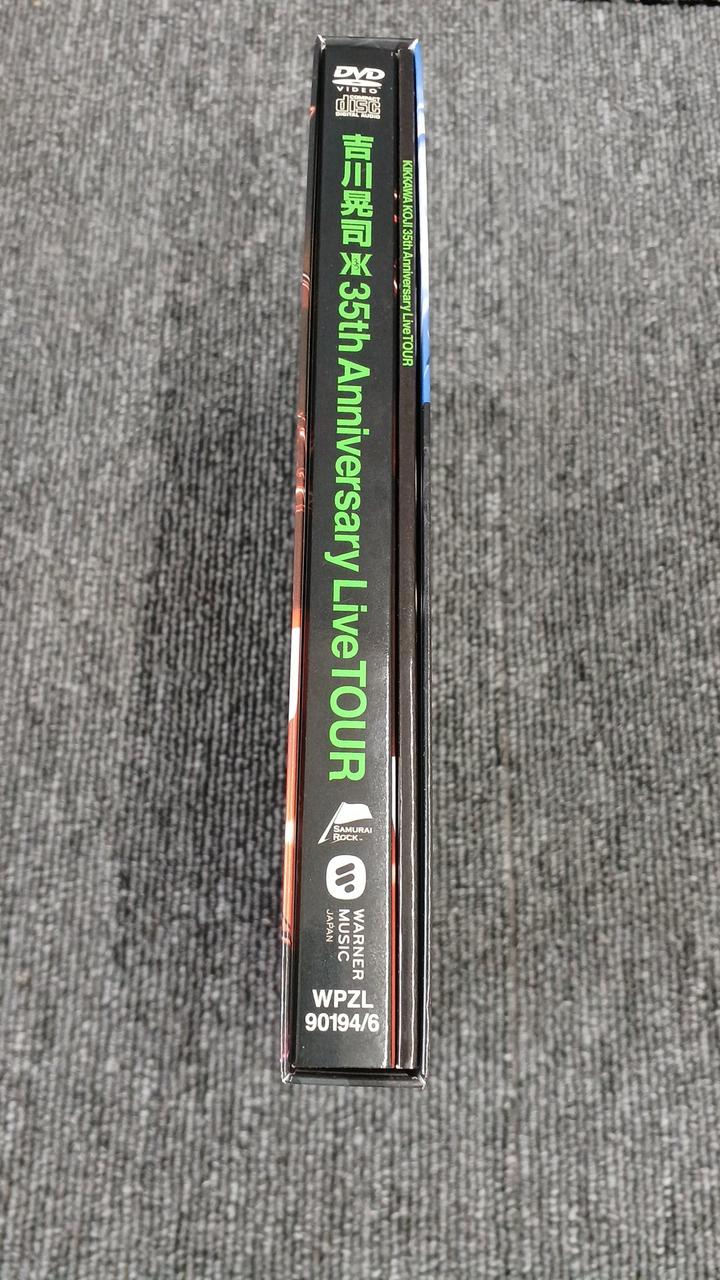 DVD
VIDEO
COMPACT
disc
DIGITAL AUDIO
吉川晃司 35th Anniversary Live TOUR
SAMURAI
ROCK
WARNER
MUSIC
JAPAN
WPZL
90194/6
KIKKAWA KOJI 35th Anniversary Live TOUR